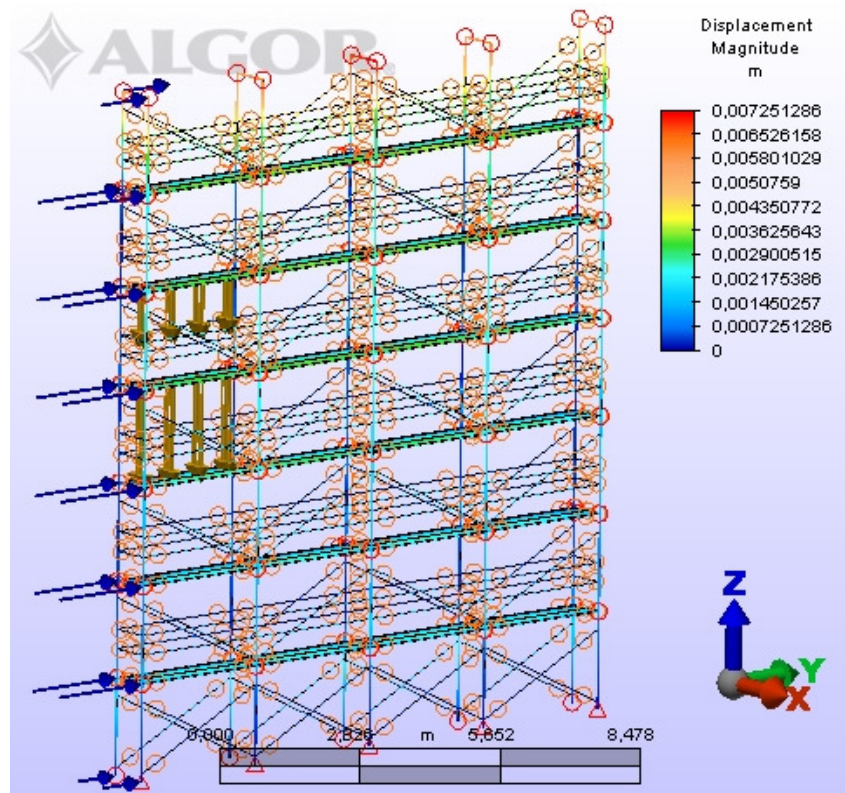 ALGOR.
Displacement
Magnitude
m
0,007251286
0,006526158
0,005801029
0,0050759
0,004350772
0,003625643
0,002900515
0,002175386
0,001450257
0,0007251286
0
Z
Y
X
0,000 2,826 m 5,652 8,478